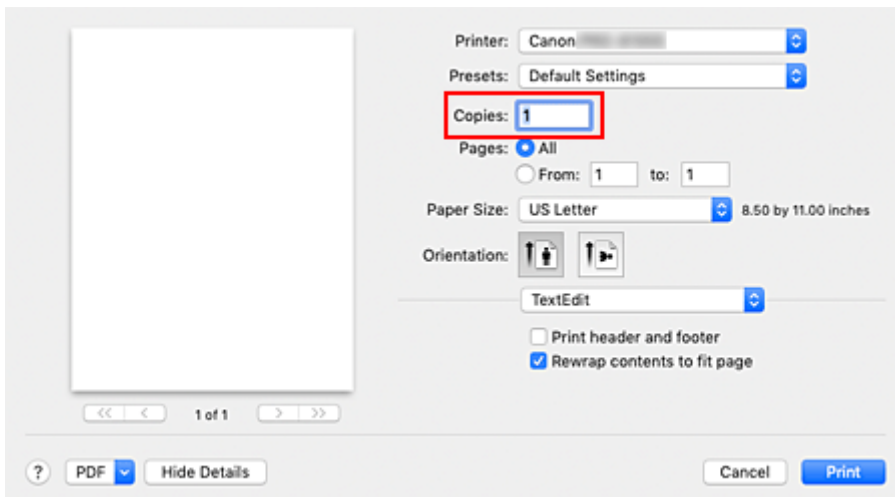 Printer: Canon
Presets: Default Settings
Copies: 1
Pages: All
From: 1 to: 1
Paper Size: US Letter 8.50 by 11.00 inches
Orientation:
TextEdit
Print header and footer
Rewrap contents to fit page
<< < 1 of 1 > >>
? PDF Hide Details Cancel Print